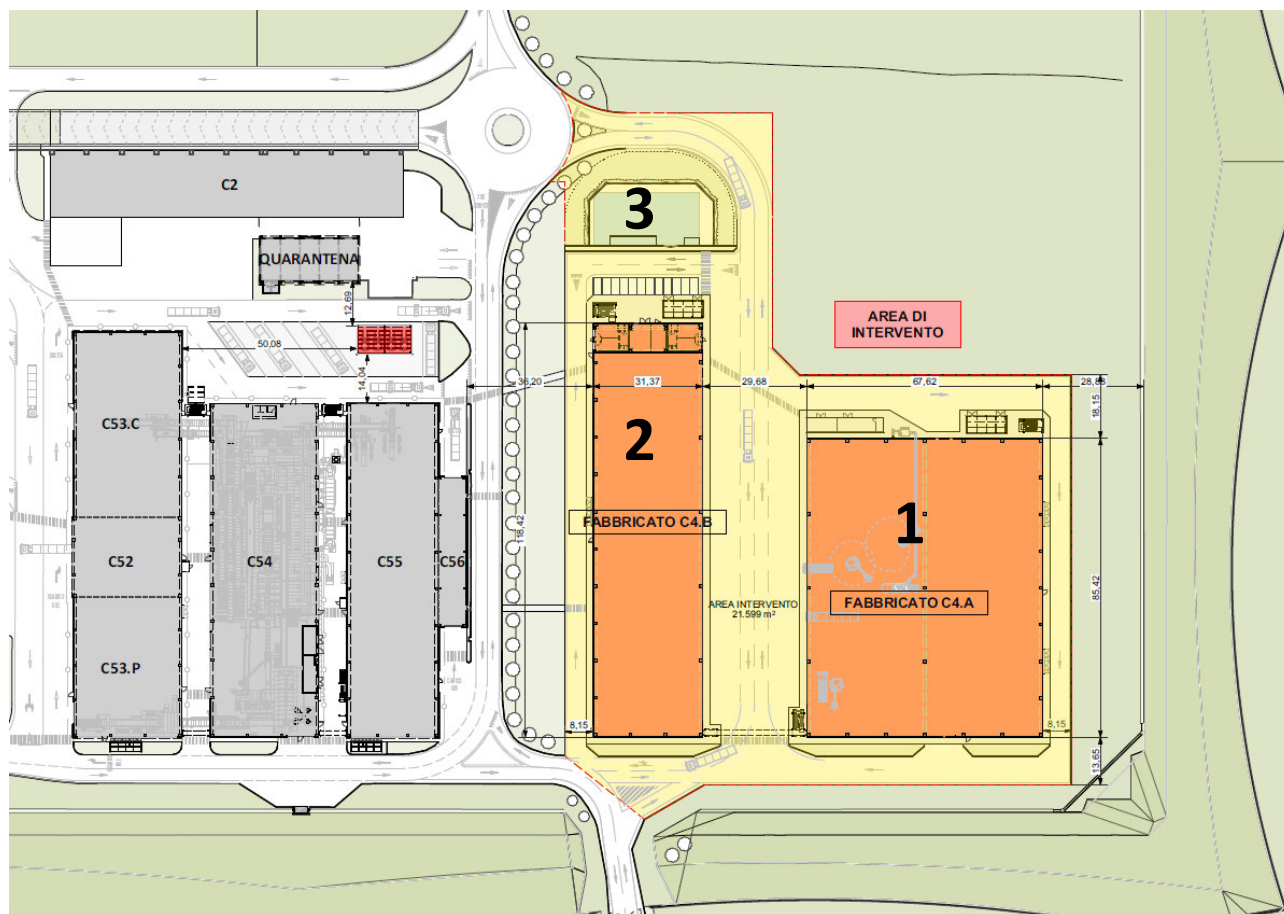 C2
3
QUARANTENA
12,69
AREA DI
INTERVENTO
50,08
14,04
36,20
31,37
29,68
67,62
28,88
18,15
C53.C
2
1
118,42
FABBRICATO C4.B
C52
C54
C55
C56
85,42
AREA INTERVENTO
21.599 m²
FABBRICATO C4.A
C53.P
8,15
8,15
13,65